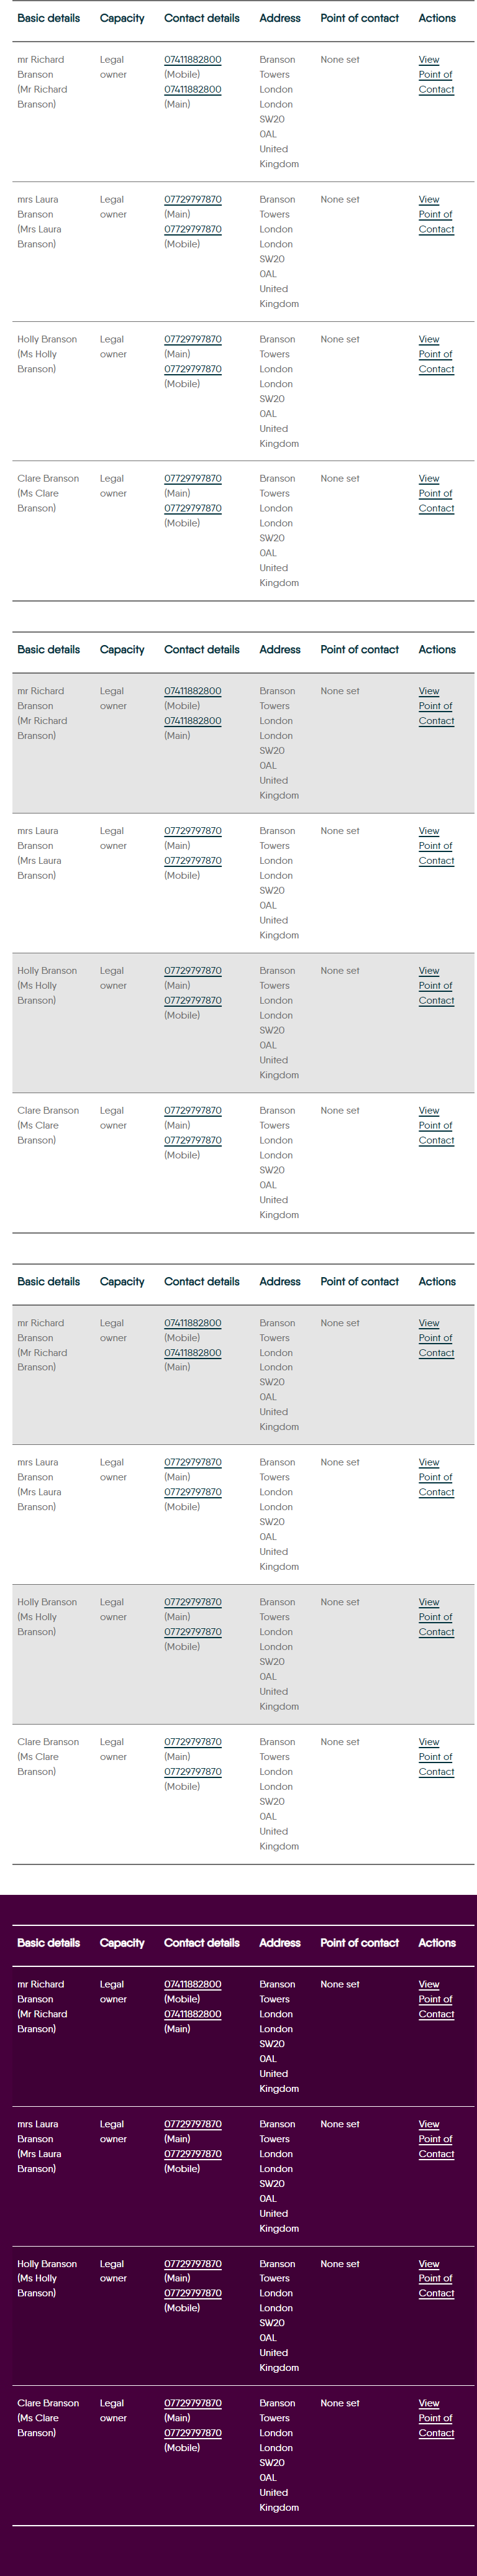 Basic details Capacity Contact details Address Point of contact Actions
mr Richard Legal 07411882800 Branson None set View
Branson owner (Mobile) Towers Point of
(Mr Richard 07411882800 London Contact
Branson) (Main) London
SW20
0AL
United
Kingdom
mrs Laura Legal 07729797870 Branson None set View
Branson owner (Main) Towers Point of
(Mrs Laura 07729797870 London Contact
Branson) (Mobile) London
SW20
0AL
United
Kingdom
Holly Branson Legal 07729797870 Branson None set View
(Ms Holly owner (Main) Towers Point of
Branson) 07729797870 London Contact
(Mobile) London
SW20
0AL
United
Kingdom
Clare Branson Legal 07729797870 Branson None set View
(Ms Clare owner (Main) Towers Point of
Branson) 07729797870 London Contact
(Mobile) London
SW20
0AL
United
Kingdom
Basic details Capacity Contact details Address Point of contact Actions
mr Richard Legal 07411882800 Branson None set View
Branson owner (Mobile) Towers Point of
(Mr Richard 07411882800 London Contact
Branson) (Main) London
SW20
0AL
United
Kingdom
mrs Laura Legal 07729797870 Branson None set View
Branson owner (Main) Towers Point of
(Mrs Laura 07729797870 London Contact
Branson) (Mobile) London
SW20
0AL
United
Kingdom
Holly Branson Legal 07729797870 Branson None set View
(Ms Holly owner (Main) Towers Point of
Branson) 07729797870 London Contact
(Mobile) London
SW20
0AL
United
Kingdom
Clare Branson Legal 07729797870 Branson None set View
(Ms Clare owner (Main) Towers Point of
Branson) 07729797870 London Contact
(Mobile) London
SW20
0AL
United
Kingdom
Basic details Capacity Contact details Address Point of contact Actions
mr Richard Legal 07411882800 Branson None set View
Branson owner (Mobile) Towers Point of
(Mr Richard 07411882800 London Contact
Branson) (Main) London
SW20
0AL
United
Kingdom
mrs Laura Legal 07729797870 Branson None set View
Branson owner (Main) Towers Point of
(Mrs Laura 07729797870 London Contact
Branson) (Mobile) London
SW20
0AL
United
Kingdom
Holly Branson Legal 07729797870 Branson None set View
(Ms Holly owner (Main) Towers Point of
Branson) 07729797870 London Contact
(Mobile) London
SW20
0AL
United
Kingdom
Clare Branson Legal 07729797870 Branson None set View
(Ms Clare owner (Main) Towers Point of
Branson) 07729797870 London Contact
(Mobile) London
SW20
0AL
United
Kingdom
Basic details Capacity Contact details Address Point of contact Actions
mr Richard Legal 07411882800 Branson None set View
Branson owner (Mobile) Towers Point of
(Mr Richard 07411882800 London Contact
Branson) (Main) London
SW20
0AL
United
Kingdom
mrs Laura Legal 07729797870 Branson None set View
Branson owner (Main) Towers Point of
(Mrs Laura 07729797870 London Contact
Branson) (Mobile) London
SW20
0AL
United
Kingdom
Holly Branson Legal 07729797870 Branson None set View
(Ms Holly owner (Main) Towers Point of
Branson) 07729797870 London Contact
(Mobile) London
SW20
0AL
United
Kingdom
Clare Branson Legal 07729797870 Branson None set View
(Ms Clare owner (Main) Towers Point of
Branson) 07729797870 London Contact
(Mobile) London
SW20
0AL
United
Kingdom